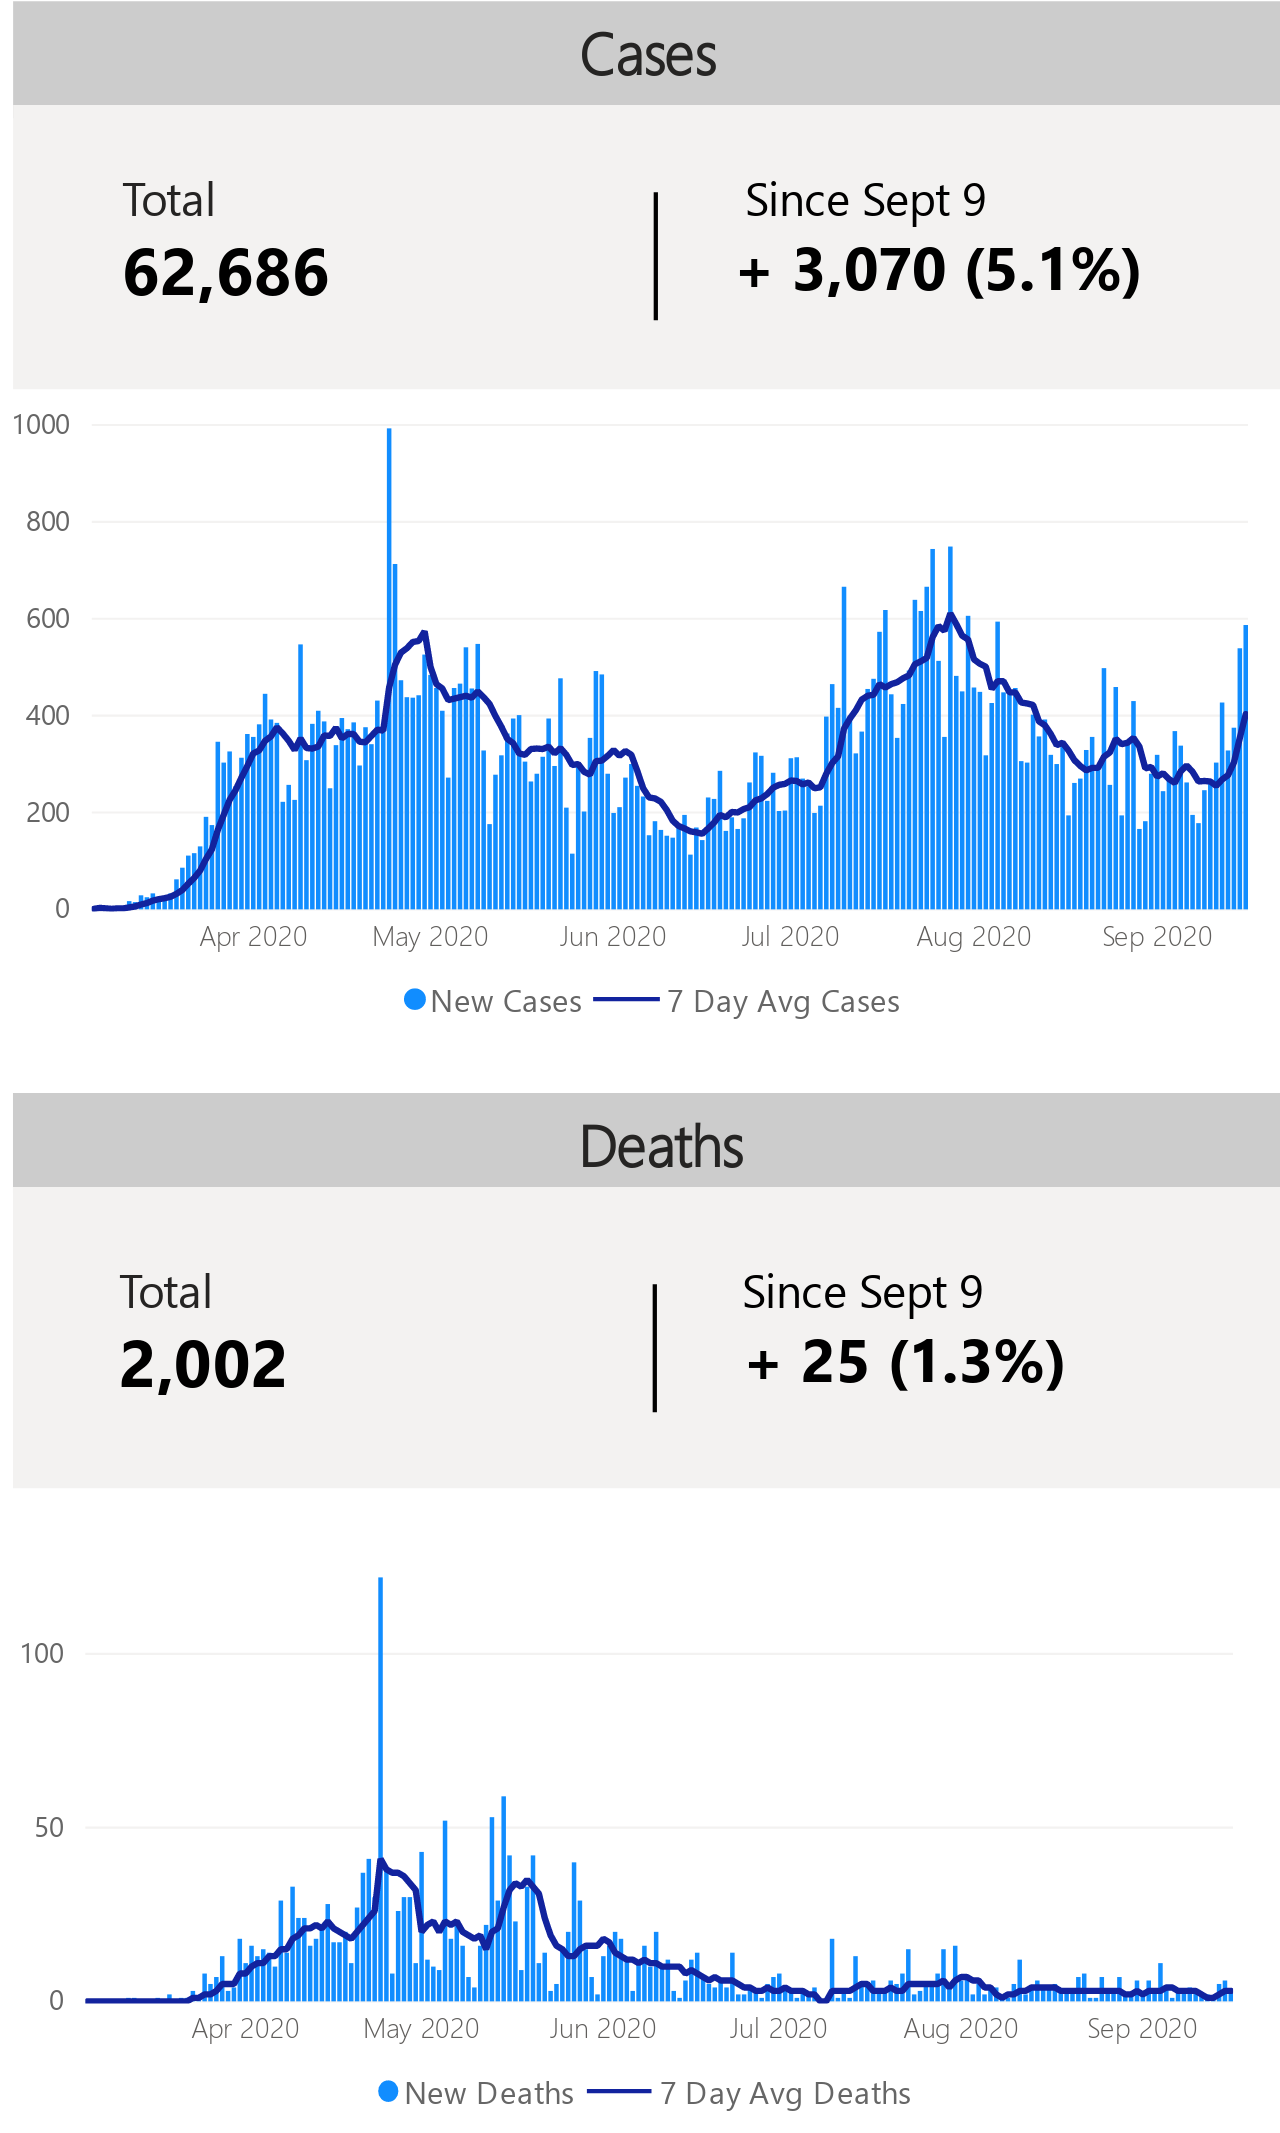 Cases
Total
Since Sept 9
62,686
+ 3,070 (5.1%)
1000
800
600
400
200
0
Apr 2020
May 2020
Jun 2020
Jul 2020
Aug 2020
Sep 2020
New Cases
7 Day Avg Cases
Deaths
Total
Since Sept 9
2,002
+ 25 (1.3%)
100
50
0
Apr 2020
May 2020
Jun 2020
Jul 2020
Aug 2020
Sep 2020
New Deaths
7 Day Avg Deaths